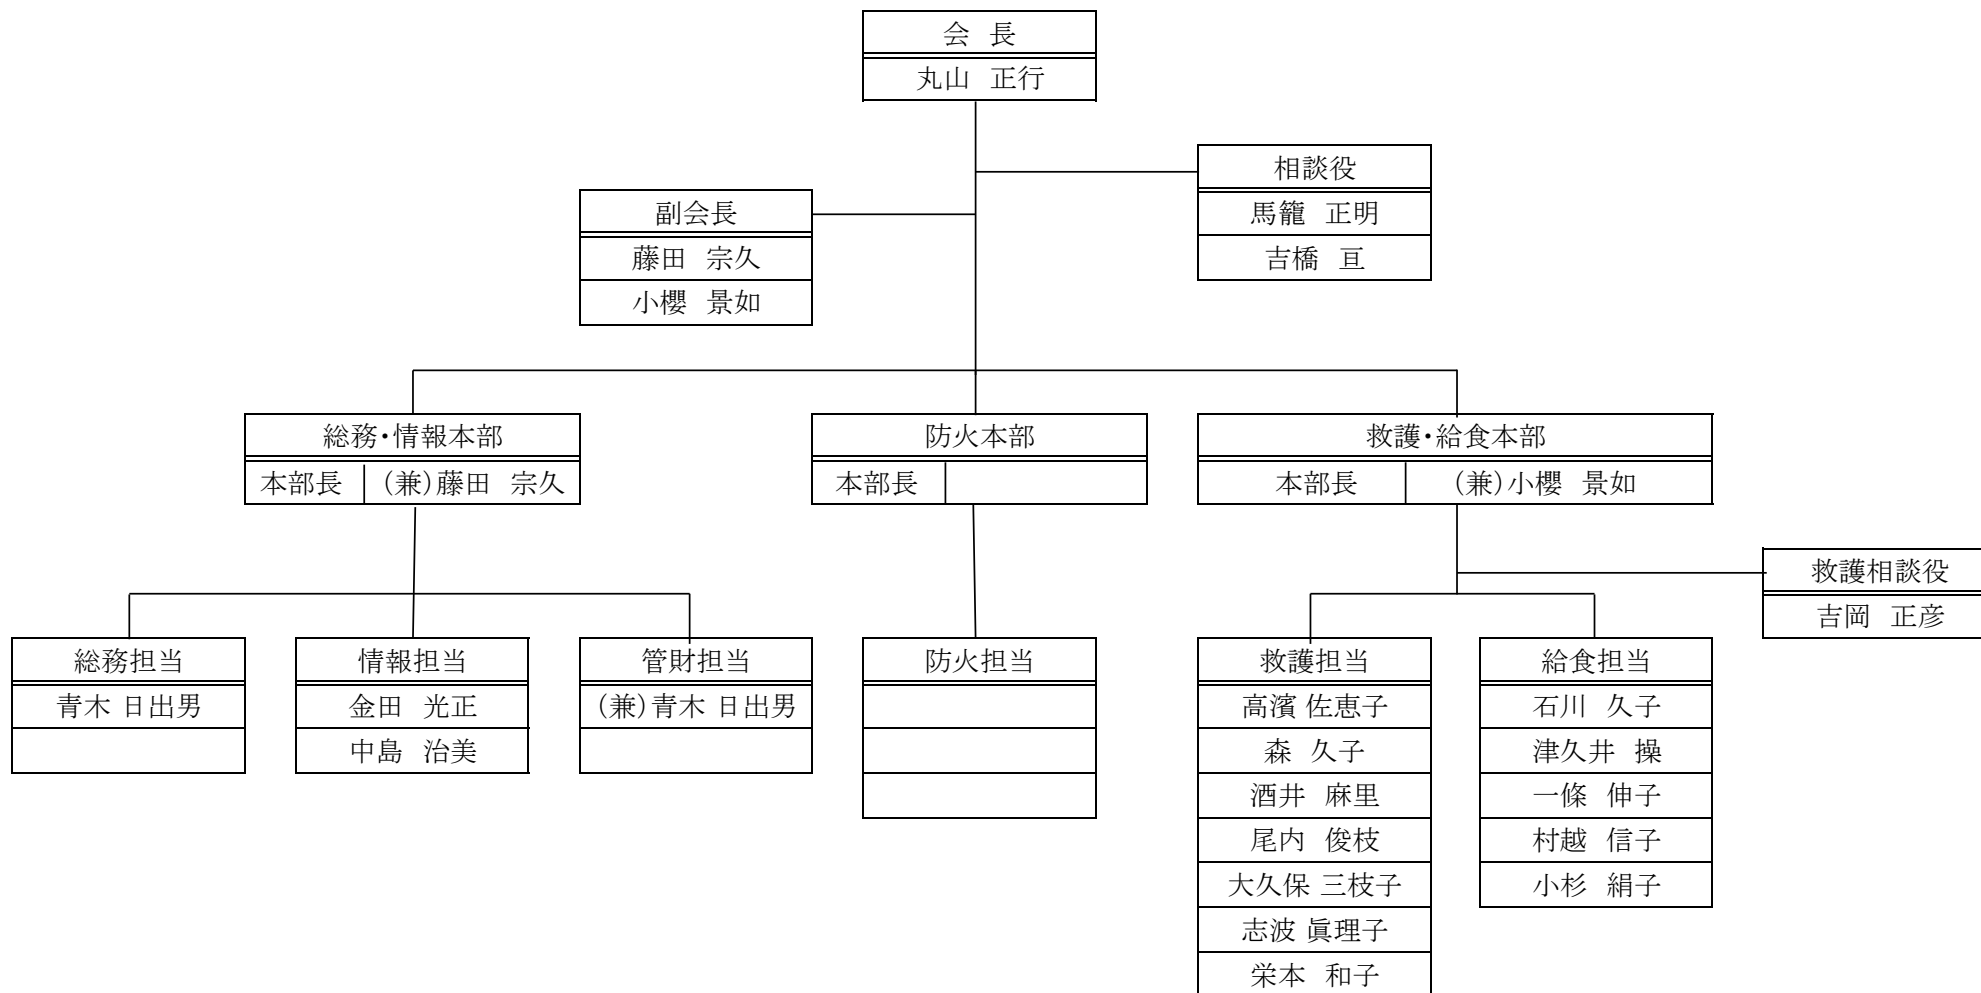 会 長
丸山 正行
相談役
馬籠 正明
吉橋 亘
副会長
藤田 宗久
小櫻 景如
総務・情報本部
本部長 (兼)藤田 宗久
防火本部
本部長
救護・給食本部
本部長 (兼)小櫻 景如
救護相談役
吉岡 正彦
総務担当
青木 日出男
情報担当
金田 光正
中島 治美
管財担当
(兼)青木 日出男
防火担当
救護担当
高濱 佐恵子
森 久子
酒井 麻里
尾内 俊枝
大久保 三枝子
志波 眞理子
栄本 和子
給食担当
石川 久子
津久井 操
一條 伸子
村越 信子
小杉 絹子